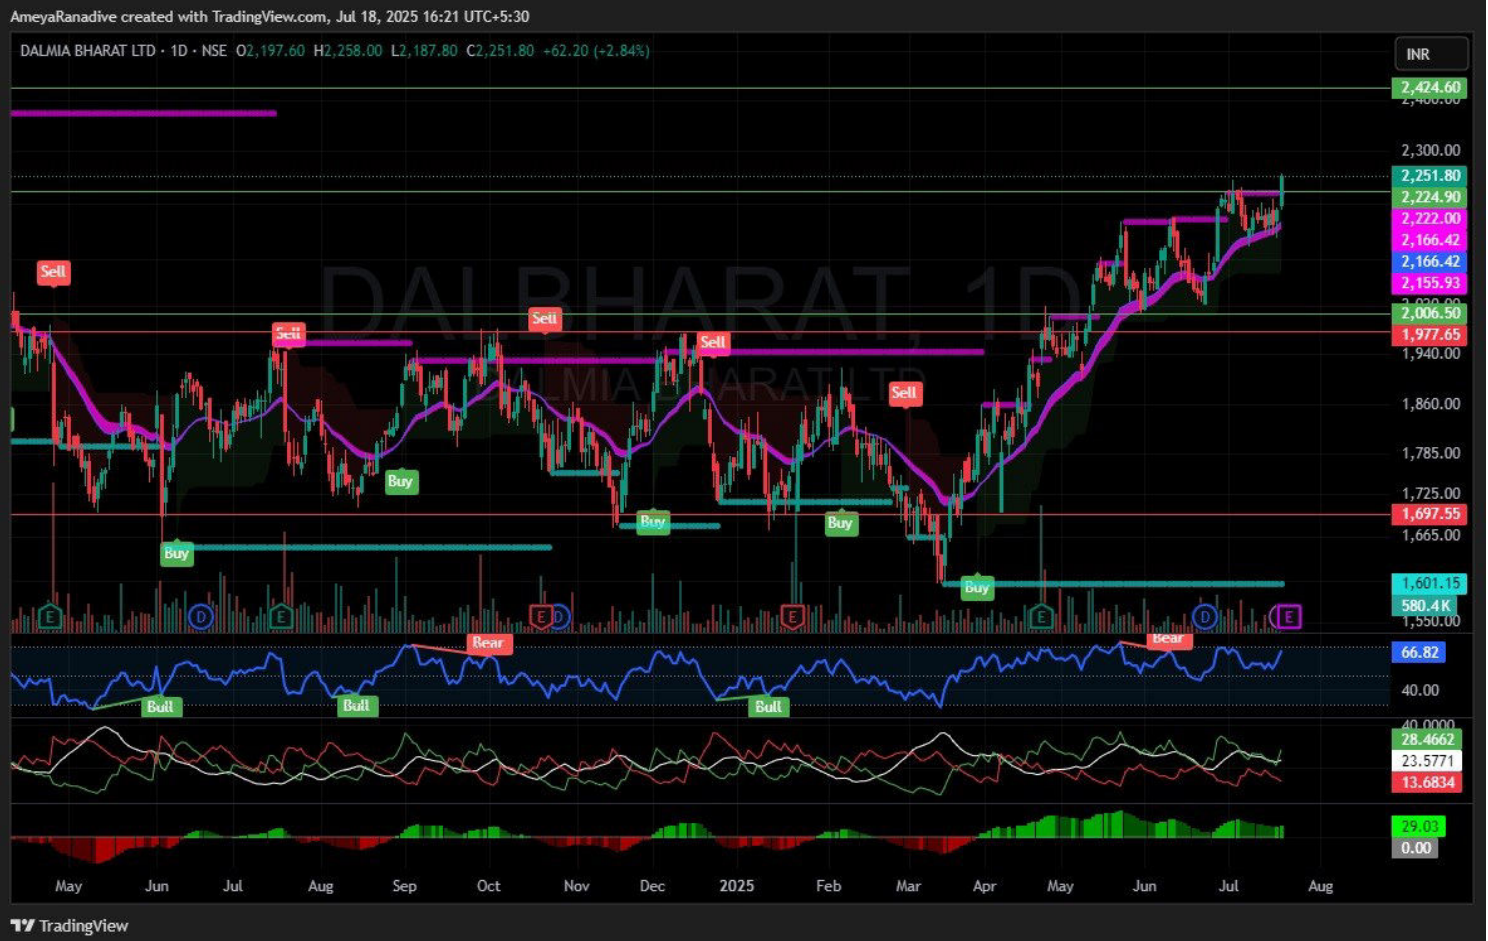 AmeyaRanadive created with TradingView.com, Jul 18, 2025 16:21 UTC+5:30
DALMIA BHARAT LTD · 1D · NSE O2,197.60 H2,258.00 L2,187.80 C2,251.80 +62.20 (+2.84%)
INR
2,424.60
2,400.00
2,300.00
2,251.80
2,224.90
2,222.00
2,166.42
2,166.42
2,155.93
2,006.50
1,977.65
1,940.00
1,860.00
1,785.00
1,725.00
1,697.55
1,665.00
1,601.15
580.4K
1,550.00
DALBHARAT, 1D
DALMIA BHARAT LTD
Sell
Sell
Sell
Sell
Sell
Buy
Buy
Buy
Buy
Buy
E
D
E
E
D
E
E
D
E
Bear
Bear
Bull
Bull
Bull
66.82
40.00
40.0000
28.4662
23.5771
13.6834
29.03
0.00
May Jun Jul Aug Sep Oct Nov Dec 2025 Feb Mar Apr May Jun Jul Aug
TradingView